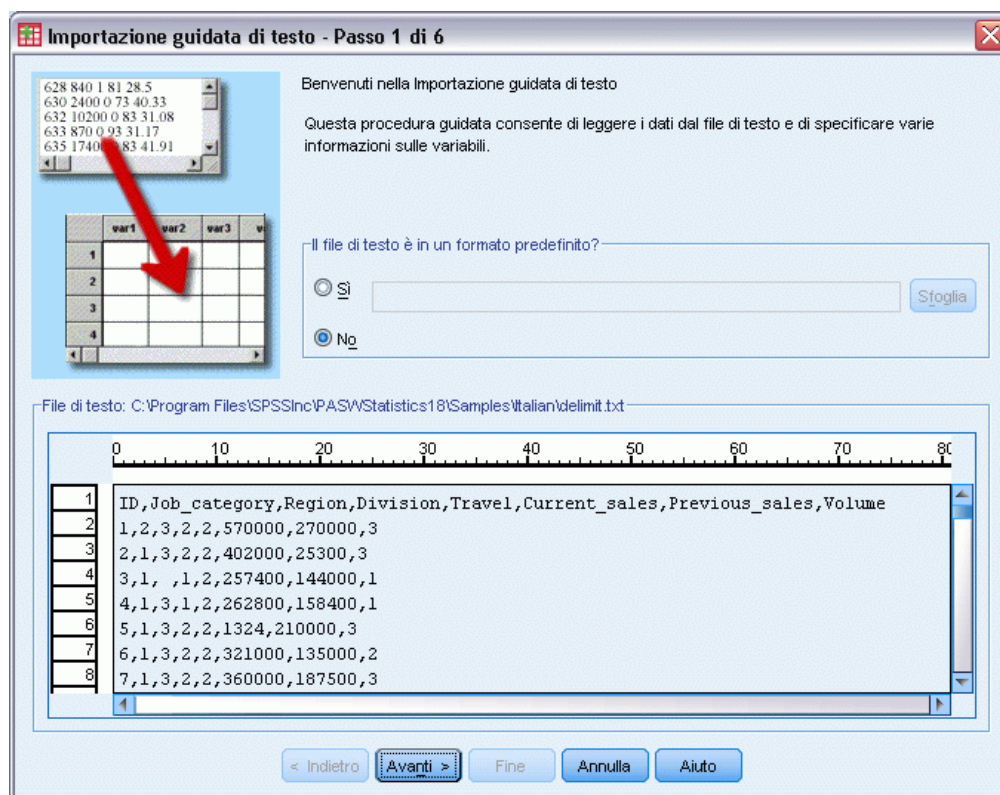 Importazione guidata di testo - Passo 1 di 6
628 840 1 81 28.5
630 2400 0 73 40.33
632 10200 0 83 31.08
633 870 0 93 31.17
635 1740 83 41.91
var1 var2 var3 v
1
2
3
4
Benvenuti nella Importazione guidata di testo
Questa procedura guidata consente di leggere i dati dal file di testo e di specificare varie
informazioni sulle variabili.
Il file di testo è in un formato predefinito?
Sì
Sfoglia
No
File di testo: C:\Program Files\SPSSInc\PASWStatistics18\Samples\Italian\delimit.txt
0 10 20 30 40 50 60 70 80
1 ID,Job_category,Region,Division,Travel,Current_sales,Previous_sales,Volume
2 1,2,3,2,2,570000,270000,3
3 2,1,3,2,2,402000,25300,3
4 3,1, ,1,2,257400,144000,1
5 4,1,3,1,2,262800,158400,1
6 5,1,3,2,2,1324,210000,3
7 6,1,3,2,2,321000,135000,2
8 7,1,3,2,2,360000,187500,3
< Indietro Avanti > Fine Annulla Aiuto